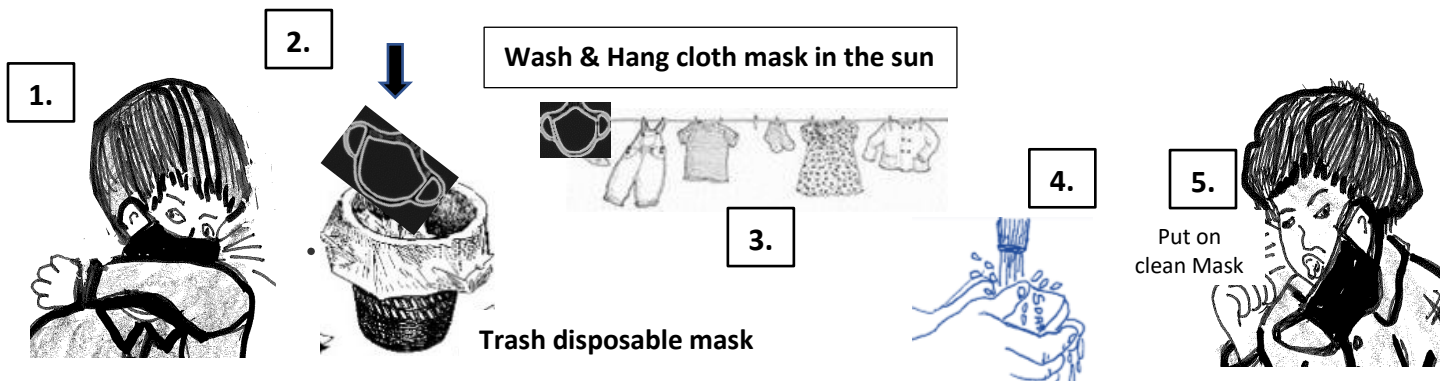 1.
2.
Wash & Hang cloth mask in the sun
3.
Trash disposable mask
4.
SOAP
5.
Put on
clean Mask